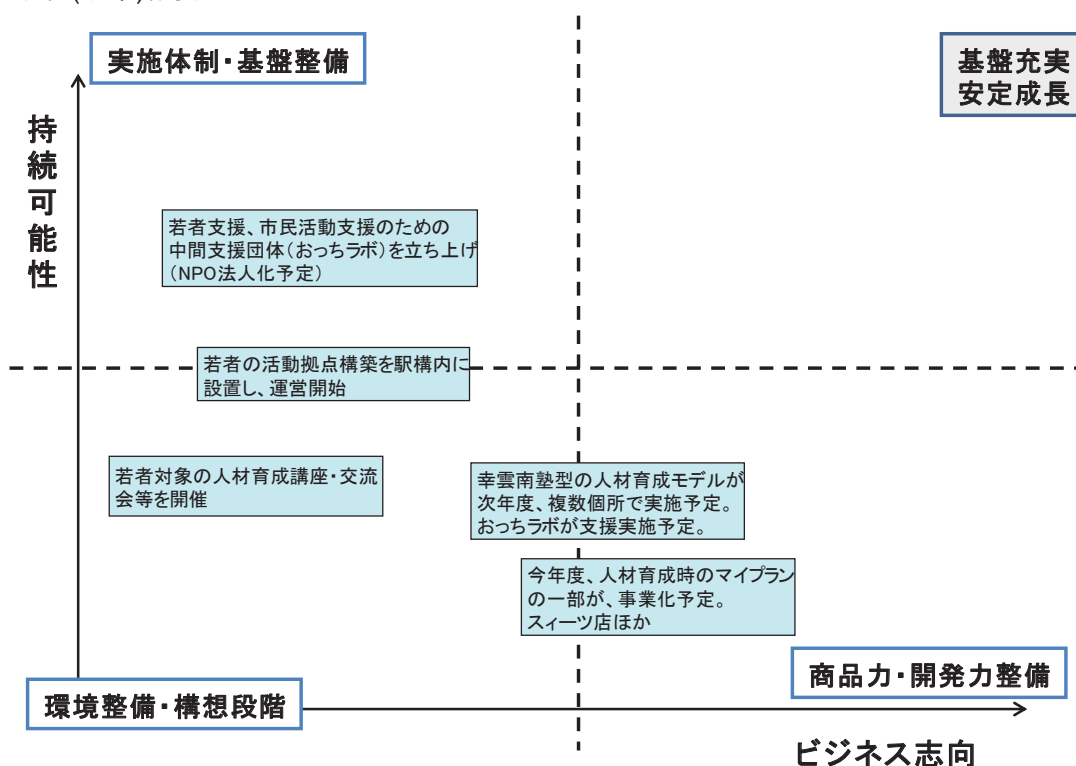 実施体制・基盤整備
基盤充実
安定成長
持続可能性
若者支援、市民活動支援のための
中間支援団体（おっちラボ）を立ち上げ
（NPO法人化予定）
若者の活動拠点構築を駅構内に
設置し、運営開始
若者対象の人材育成講座・交流
会等を開催
幸雲南塾型の人材育成モデルが
次年度、複数個所で実施予定。
おっちラボが支援実施予定。
今年度、人材育成時のマイプラン
の一部が、事業化予定。
スィーツ店ほか
商品力・開発力整備
環境整備・構想段階
ビジネス志向